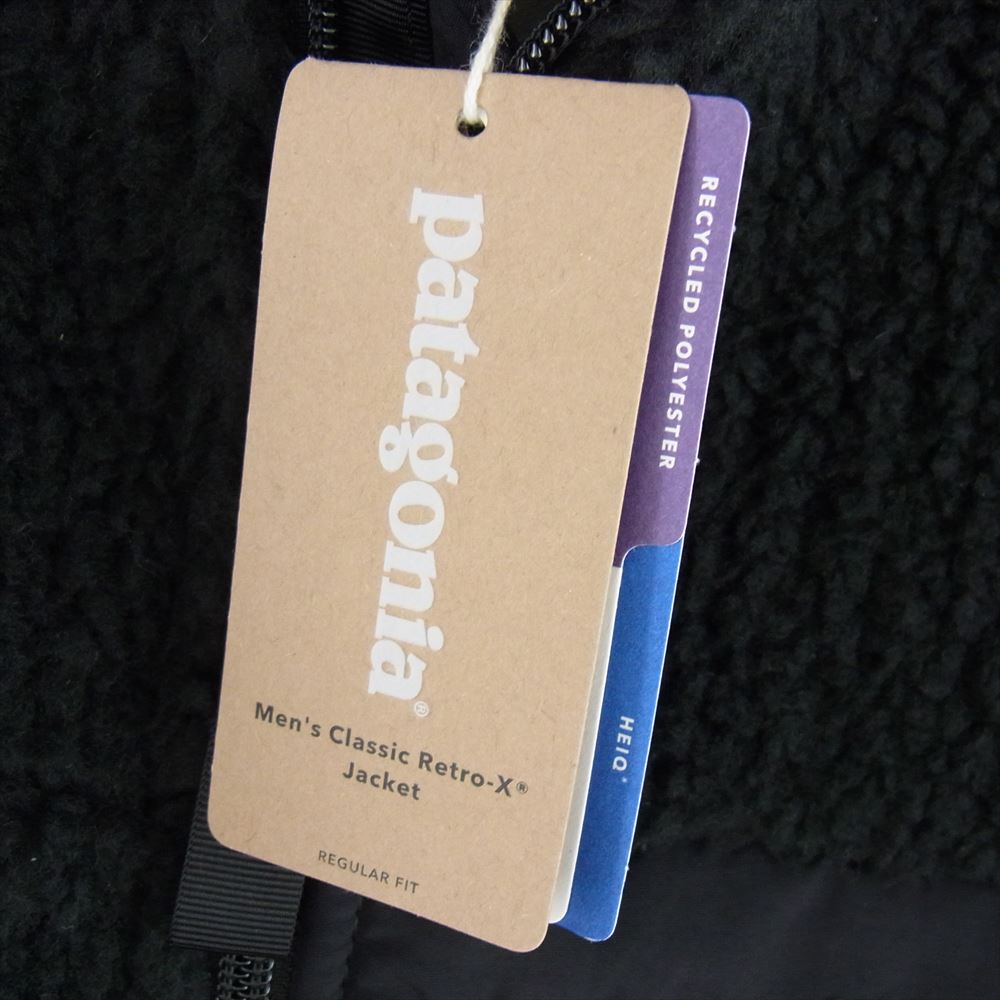 patagonia®
Men's Classic Retro-X®
Jacket
REGULAR FIT
RECYCLED POLYESTER
HEIQ®